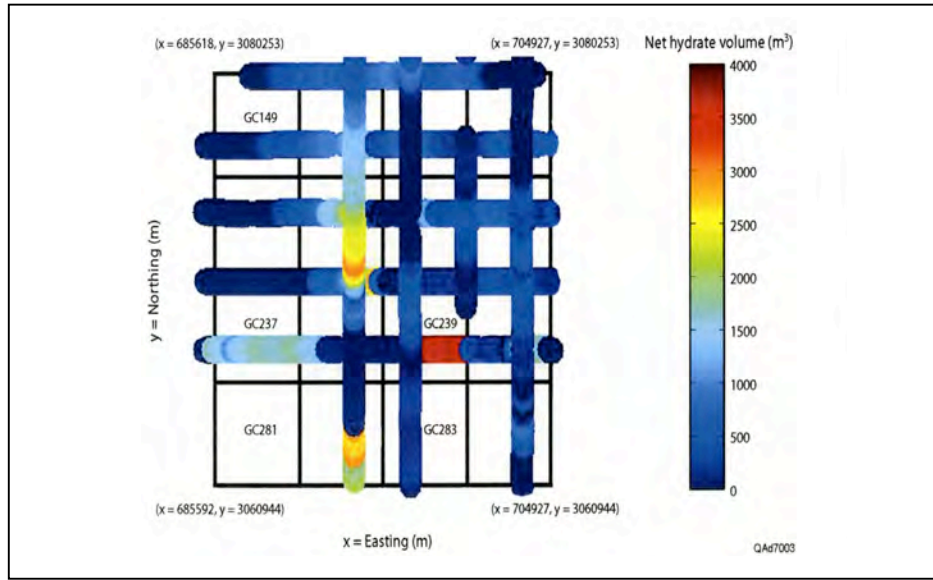 (x = 685618, y = 3080253)
(x = 704927, y = 3080253)
Net hydrate volume (m³)
4000
3500
3000
2500
2000
1500
1000
500
0
GC149
GC237
GC239
GC281
GC283
y = Northing (m)
(x = 685592, y = 3060944)
(x = 704927, y = 3060944)
x = Easting (m)
QAd7003